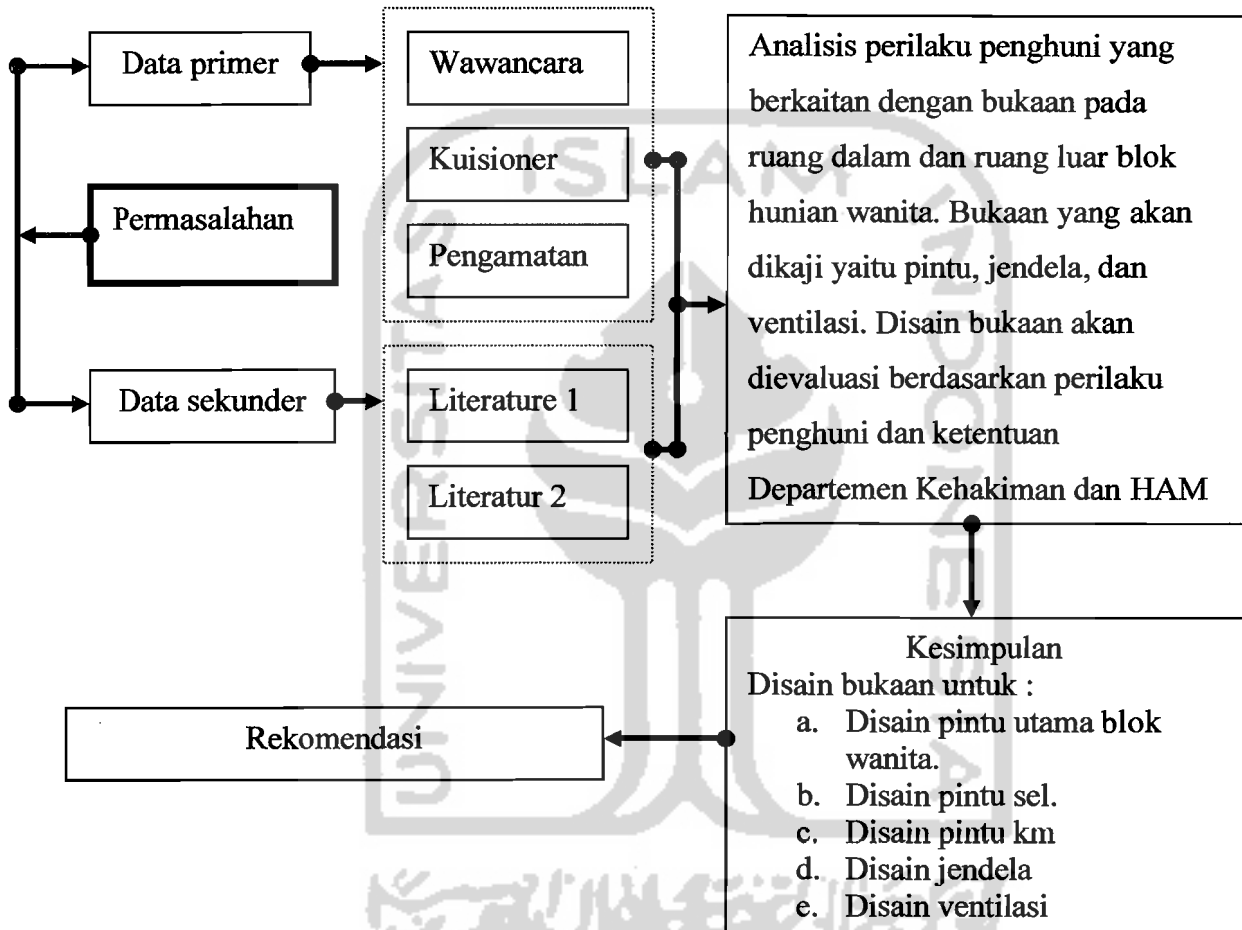 Data primer
Permasalahan
Data sekunder
Wawancara
Kuisioner
Pengamatan
Literature 1
Literatur 2
Analisis perilaku penghuni yang
berkaitan dengan bukaan pada
ruang dalam dan ruang luar blok
hunian wanita. Bukaan yang akan
dikaji yaitu pintu, jendela, dan
ventilasi. Disain bukaan akan
dievaluasi berdasarkan perilaku
penghuni dan ketentuan
Departemen Kehakiman dan HAM
Kesimpulan
Disain bukaan untuk :
a. Disain pintu utama blok
wanita.
b. Disain pintu sel.
c. Disain pintu km
d. Disain jendela
e. Disain ventilasi
Rekomendasi
UNIVERSITAS
ISLAM
INDONESIA